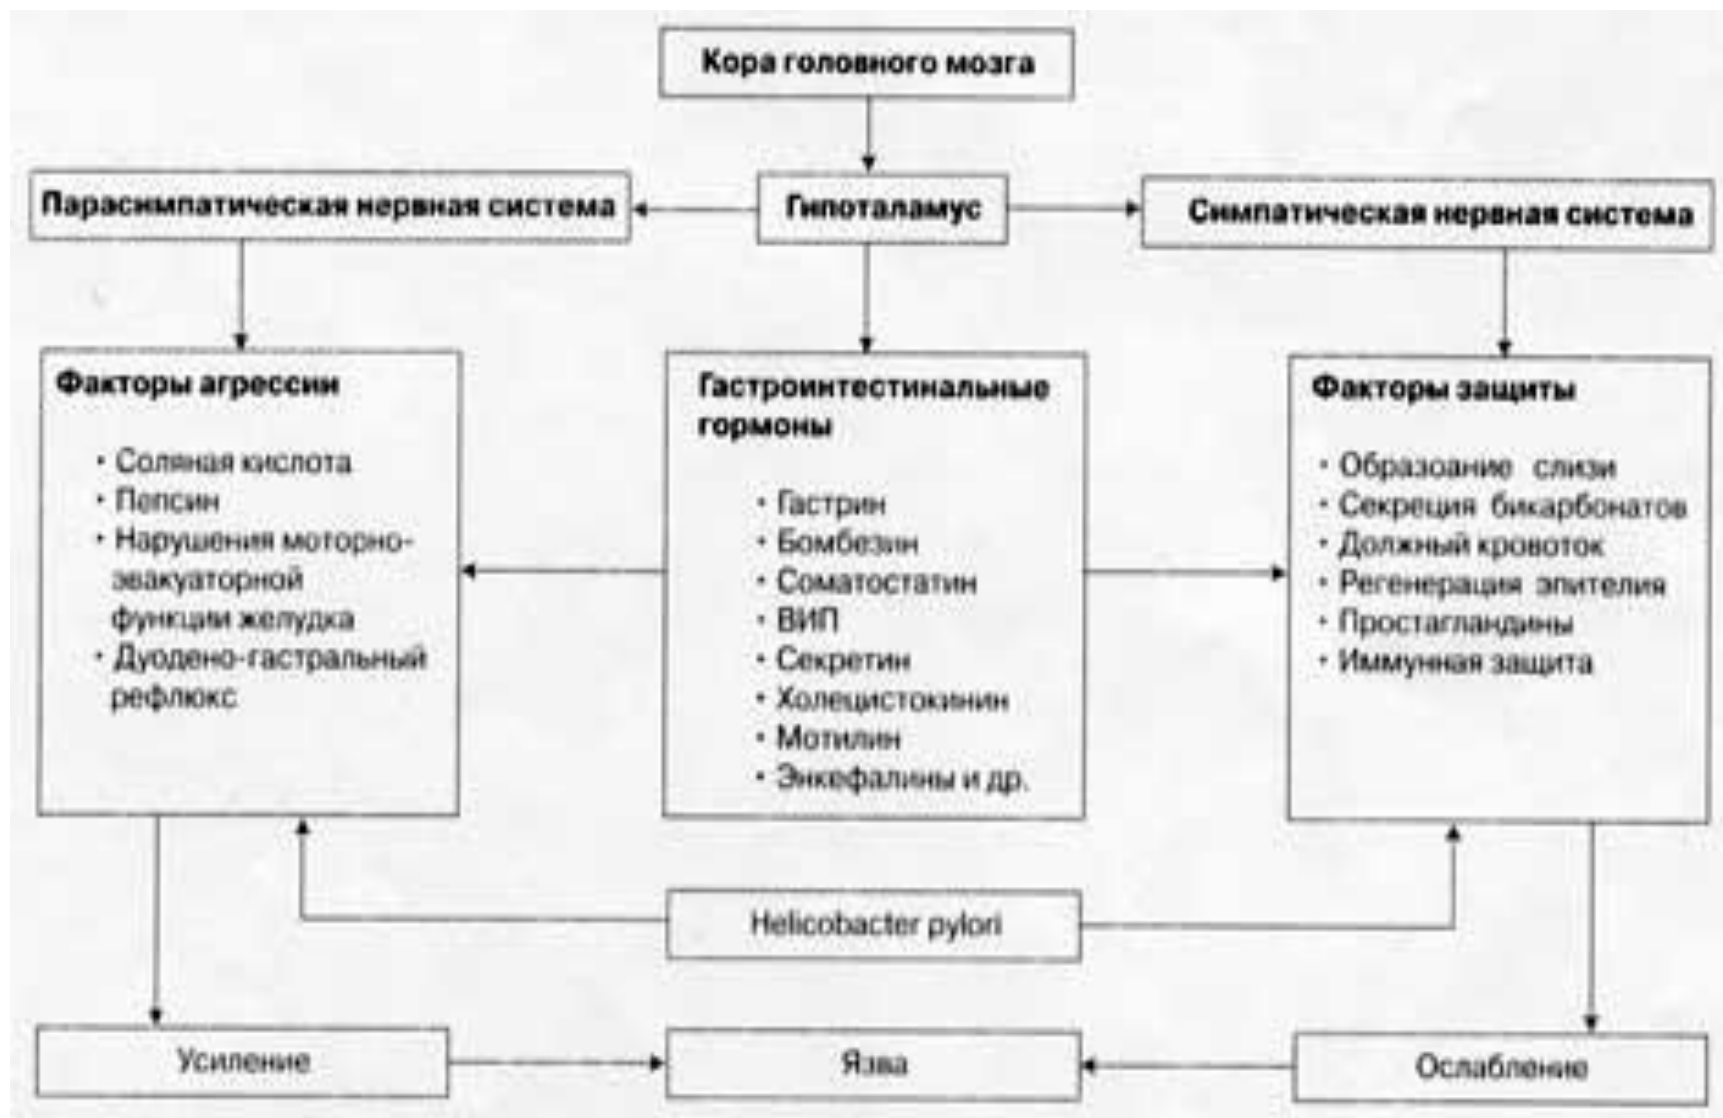 Кора головного мозга
Парасимпатическая нервная система
Гипоталамус
Симпатическая нервная система
Факторы агрессии
• Соляная кислота
• Пепсин
• Нарушения моторно-
эвакуаторной
функции желудка
• Дуодено-гастральный
рефлюкс
Гастроинтестинальные
гормоны
• Гастрин
• Бомбезин
• Соматостатин
• ВИП
• Секретин
• Холецистокинин
• Мотилин
• Энкефалины и др.
Факторы защиты
• Образоание слизи
• Секреция бикарбонатов
• Должный кровоток
• Регенерация эпителия
• Простагландины
• Иммунная защита
Helicobacter pylori
Усиление
Язва
Ослабление